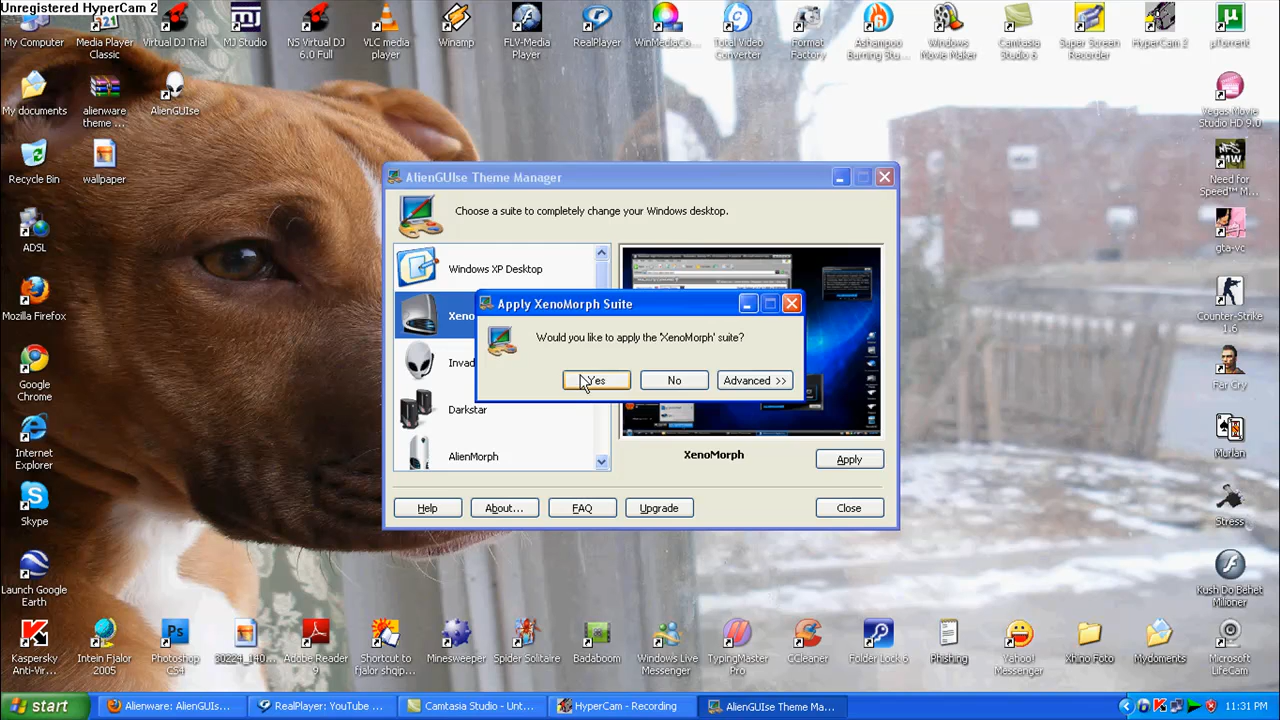 Unregistered HyperCam 2
My Computer
Media Player
Classic
Virtual DJ Trial
MJ Studio
NS Virtual DJ
6.0 Full
VLC media
player
Winamp
FLV-Media
Player
RealPlayer
WinMediaCo...
Total Video
Converter
Format
Factory
Ashampoo
Burning Stu...
Windows
Movie Maker
Camtasia
Studio 6
Super Screen
Recorder
HyperCam 2
µTorrent
My documents
alienware
theme ...
AlienGUIse
Vegas Movie
Studio HD 9.0
Recycle Bin
wallpaper
Need for
Speed™ M...
ADSL
gta-vc
Mozilla Firefox
Counter-Strike
1.6
Google
Chrome
Far Cry
Internet
Explorer
Murlan
Skype
Stress
Launch Google
Earth
Kush Do Behet
Milioner
AlienGUIse Theme Manager
Choose a suite to completely change your Windows desktop.
Windows XP Desktop
Xeno
Invad
Darkstar
AlienMorph
Apply XenoMorph Suite
Would you like to apply the 'XenoMorph' suite?
Yes
No
Advanced >>
XenoMorph
Apply
Help
About...
FAQ
Upgrade
Close
Kaspersky
Anti-Vir...
Intein Fjalor
2005
Photoshop
CS4
Adobe Reader
9
Shortcut to
fjalor shqip...
Minesweeper
Spider Solitaire
Badaboom
Windows Live
Messenger
TypingMaster
Pro
CCleaner
Folder Lock 6
Phishing
Yahoo!
Messenger
Xhino Foto
Mydoments
Microsoft
LifeCam
start
Alienware: AlienGUIs...
RealPlayer: YouTube ...
Camtasia Studio - Unt...
HyperCam - Recording
AlienGUIse Theme Ma...
11:31 PM